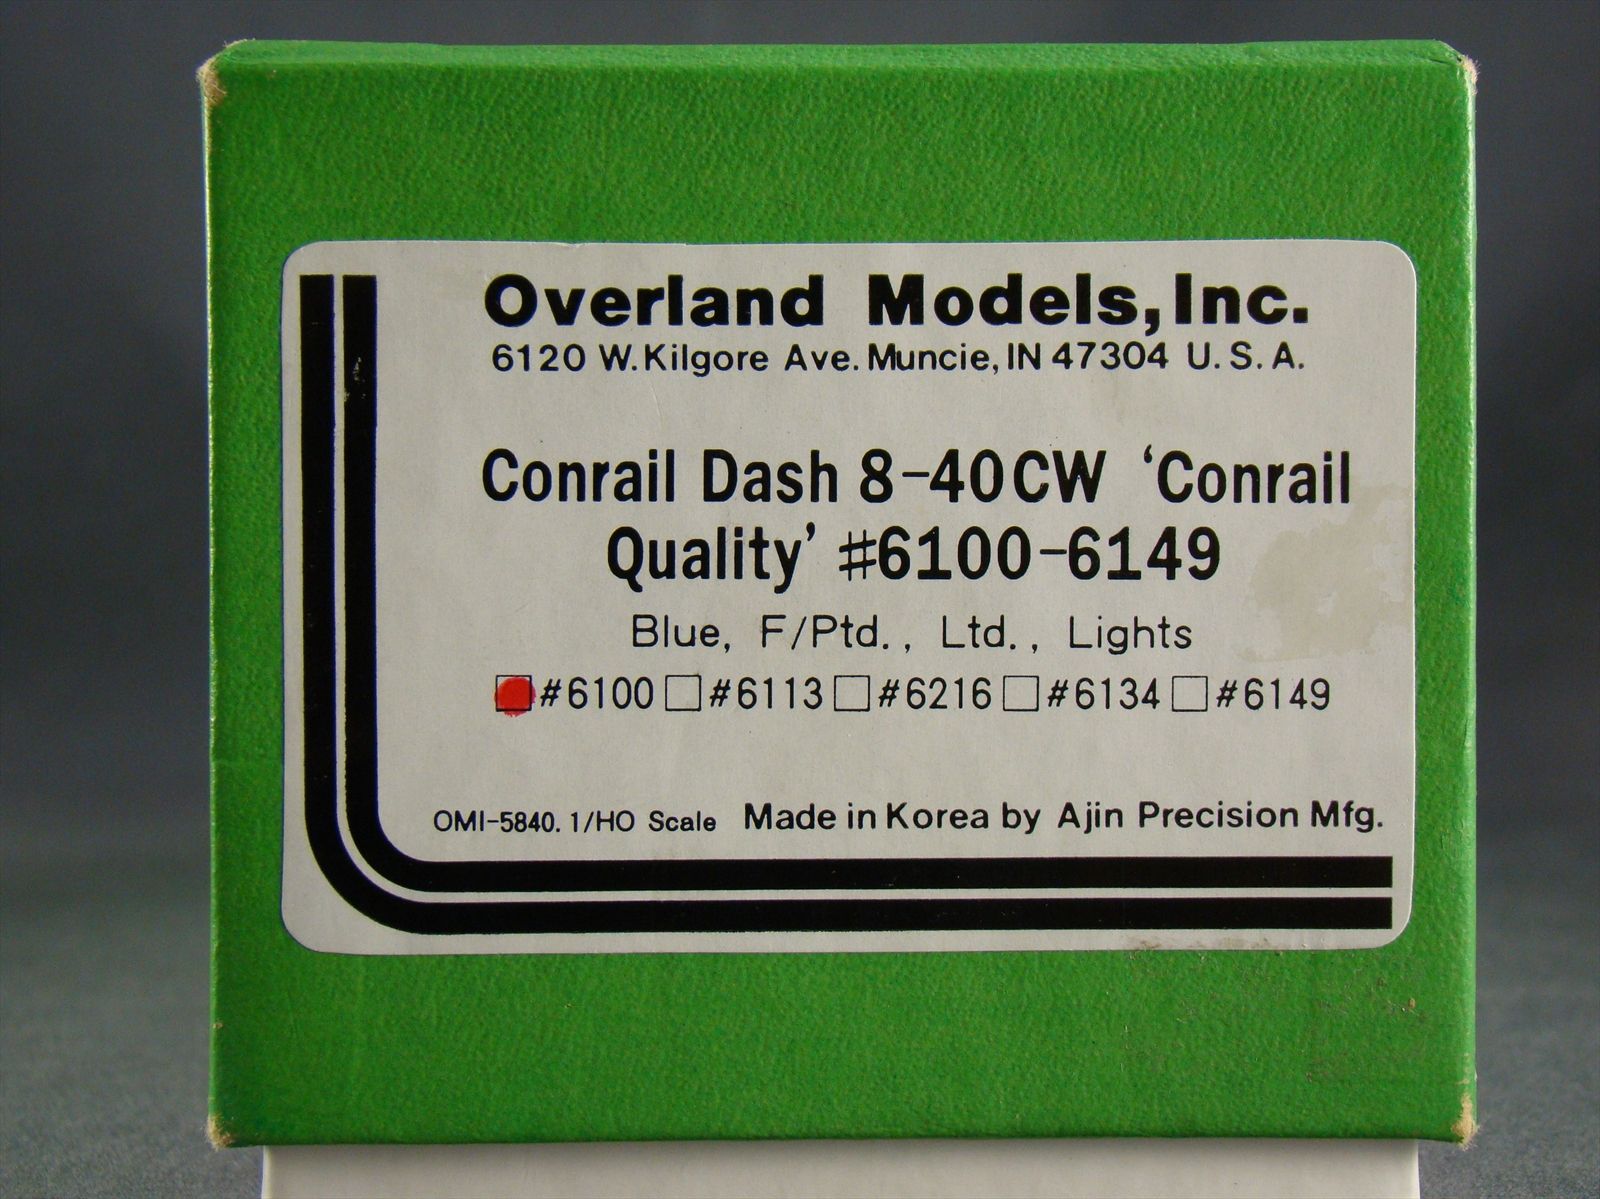 Overland Models, Inc.
6120 W. Kilgore Ave. Muncie, IN 47304 U. S. A.
Conrail Dash 8-40CW ‘Conrail
Quality’ #6100-6149
Blue, F/Ptd., Ltd., Lights
#6100 #6113 #6216 #6134 #6149
OMI-5840. 1/HO Scale Made in Korea by Ajin Precision Mfg.